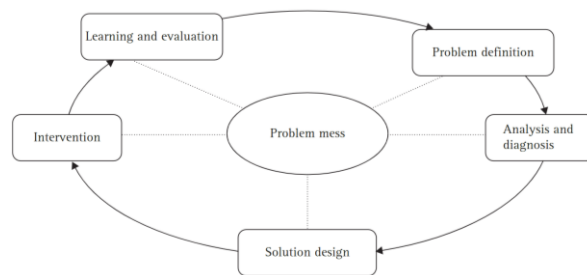 Learning and evaluation
Problem definition
Intervention
Problem mess
Analysis and
diagnosis
Solution design